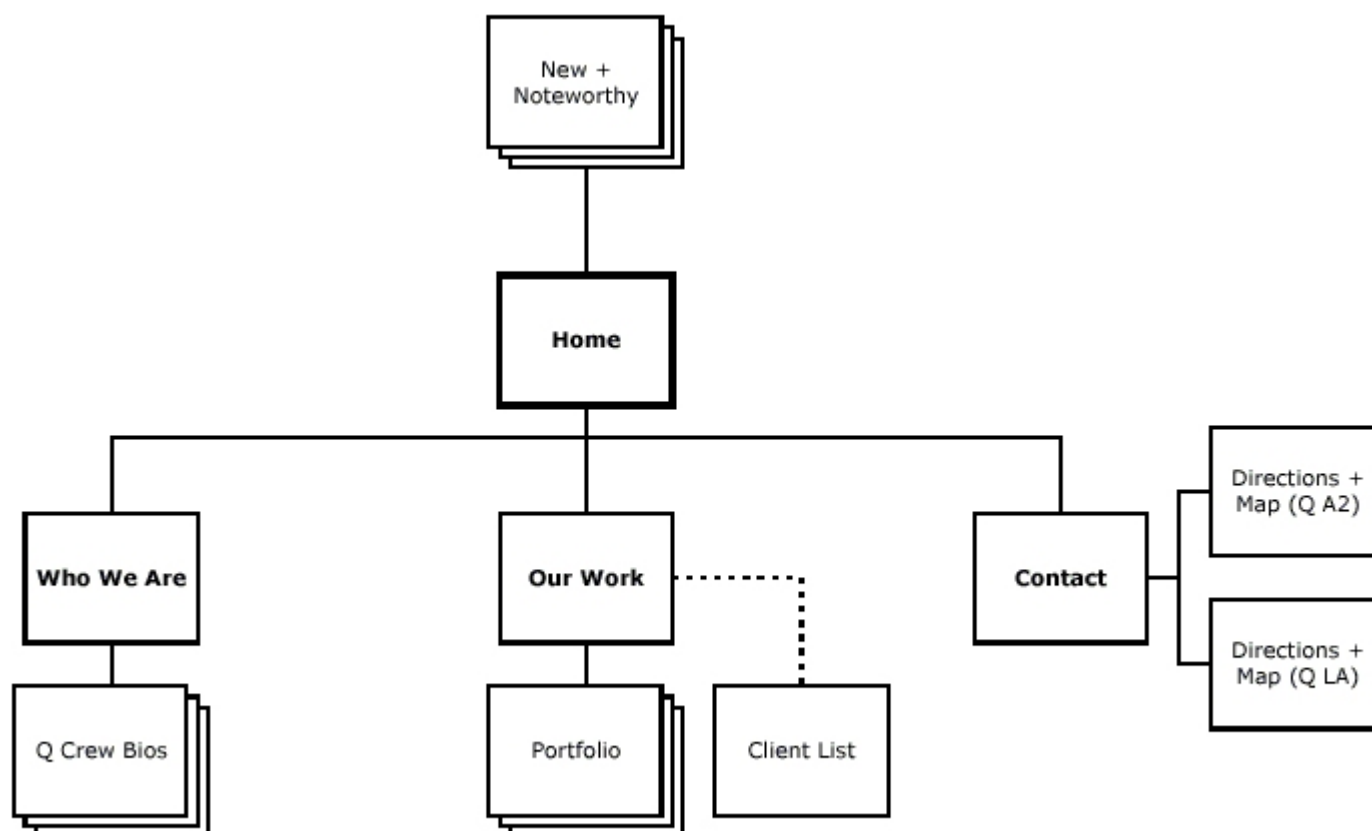 New +
Noteworthy
Home
Who We Are
Our Work
Contact
Directions +
Map (Q A2)
Directions +
Map (Q LA)
Q Crew Bios
Portfolio
Client List